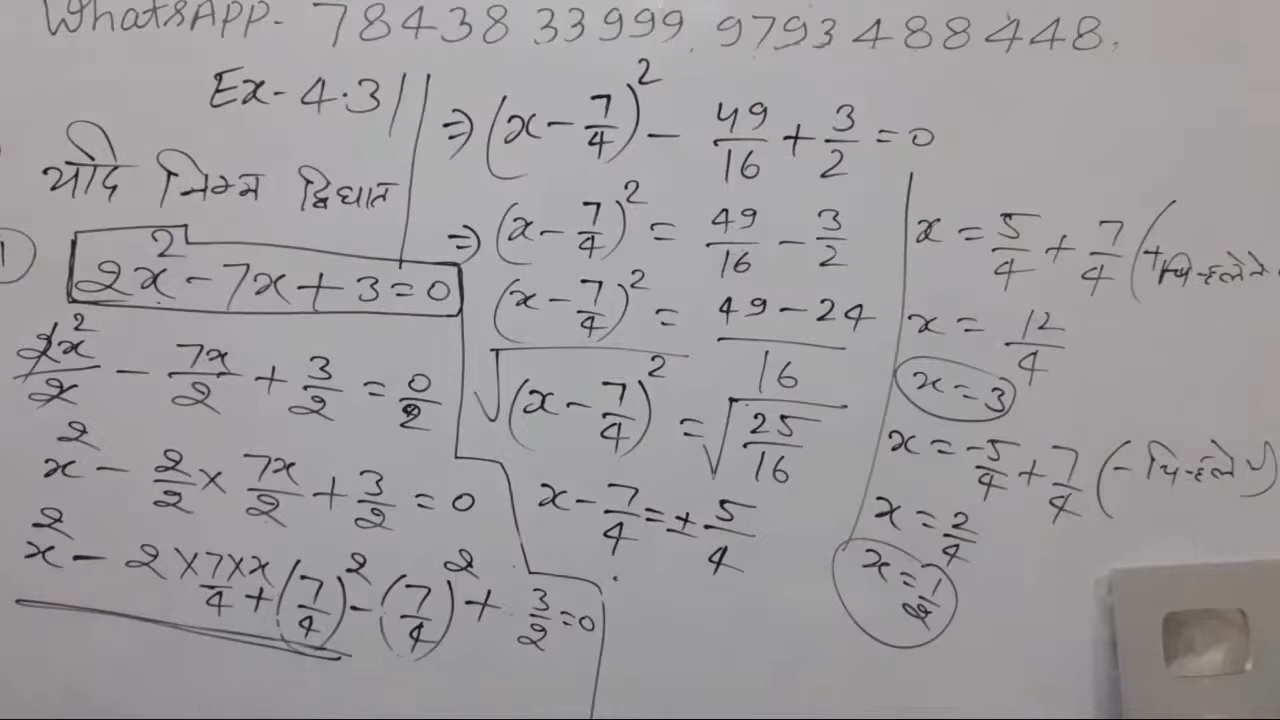 WhatsApp- 7843833999, 9793488448,
Ex- 4.3
यदि निम्न द्विघात
1) 2x² - 7x + 3 = 0
2x²/2 - 7x/2 + 3/2 = 0/2
x² - 2/2 × 7x/2 + 3/2 = 0
x² - 2 × 7/4 × x + (7/4)² - (7/4)² + 3/2 = 0
⇒ (x - 7/4)² - 49/16 + 3/2 = 0
⇒ (x - 7/4)² = 49/16 - 3/2
(x - 7/4)² = 49 - 24/16
√(x - 7/4)² = √25/16
x - 7/4 = ± 5/4
x = 5/4 + 7/4 (+ चिन्ह लेने
x = 12/4
x = 3
x = -5/4 + 7/4 (- चिन्ह लेने
x = 2/4
x = 1/2